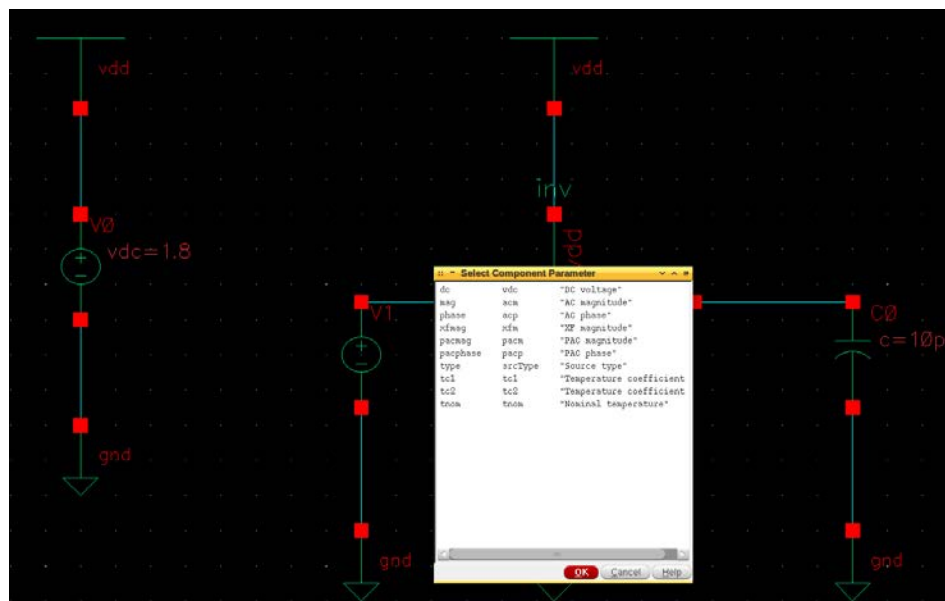 vdd
vdd
inv
V0
vdc=1.8
vdd
Select Component Parameter
dc vdc "DC voltage"
mag acm "AC magnitude"
phase acp "AC phase"
xfmag xfm "XF magnitude"
pacmag pacm "PAC magnitude"
pacphase pacp "PAC phase"
type srcType "Source type"
tc1 tc1 "Temperature coefficient
tc2 tc2 "Temperature coefficient
tnom tnom "Nominal temperature"
V1
C0
c=10p
gnd
gnd
gnd
OK Cancel Help